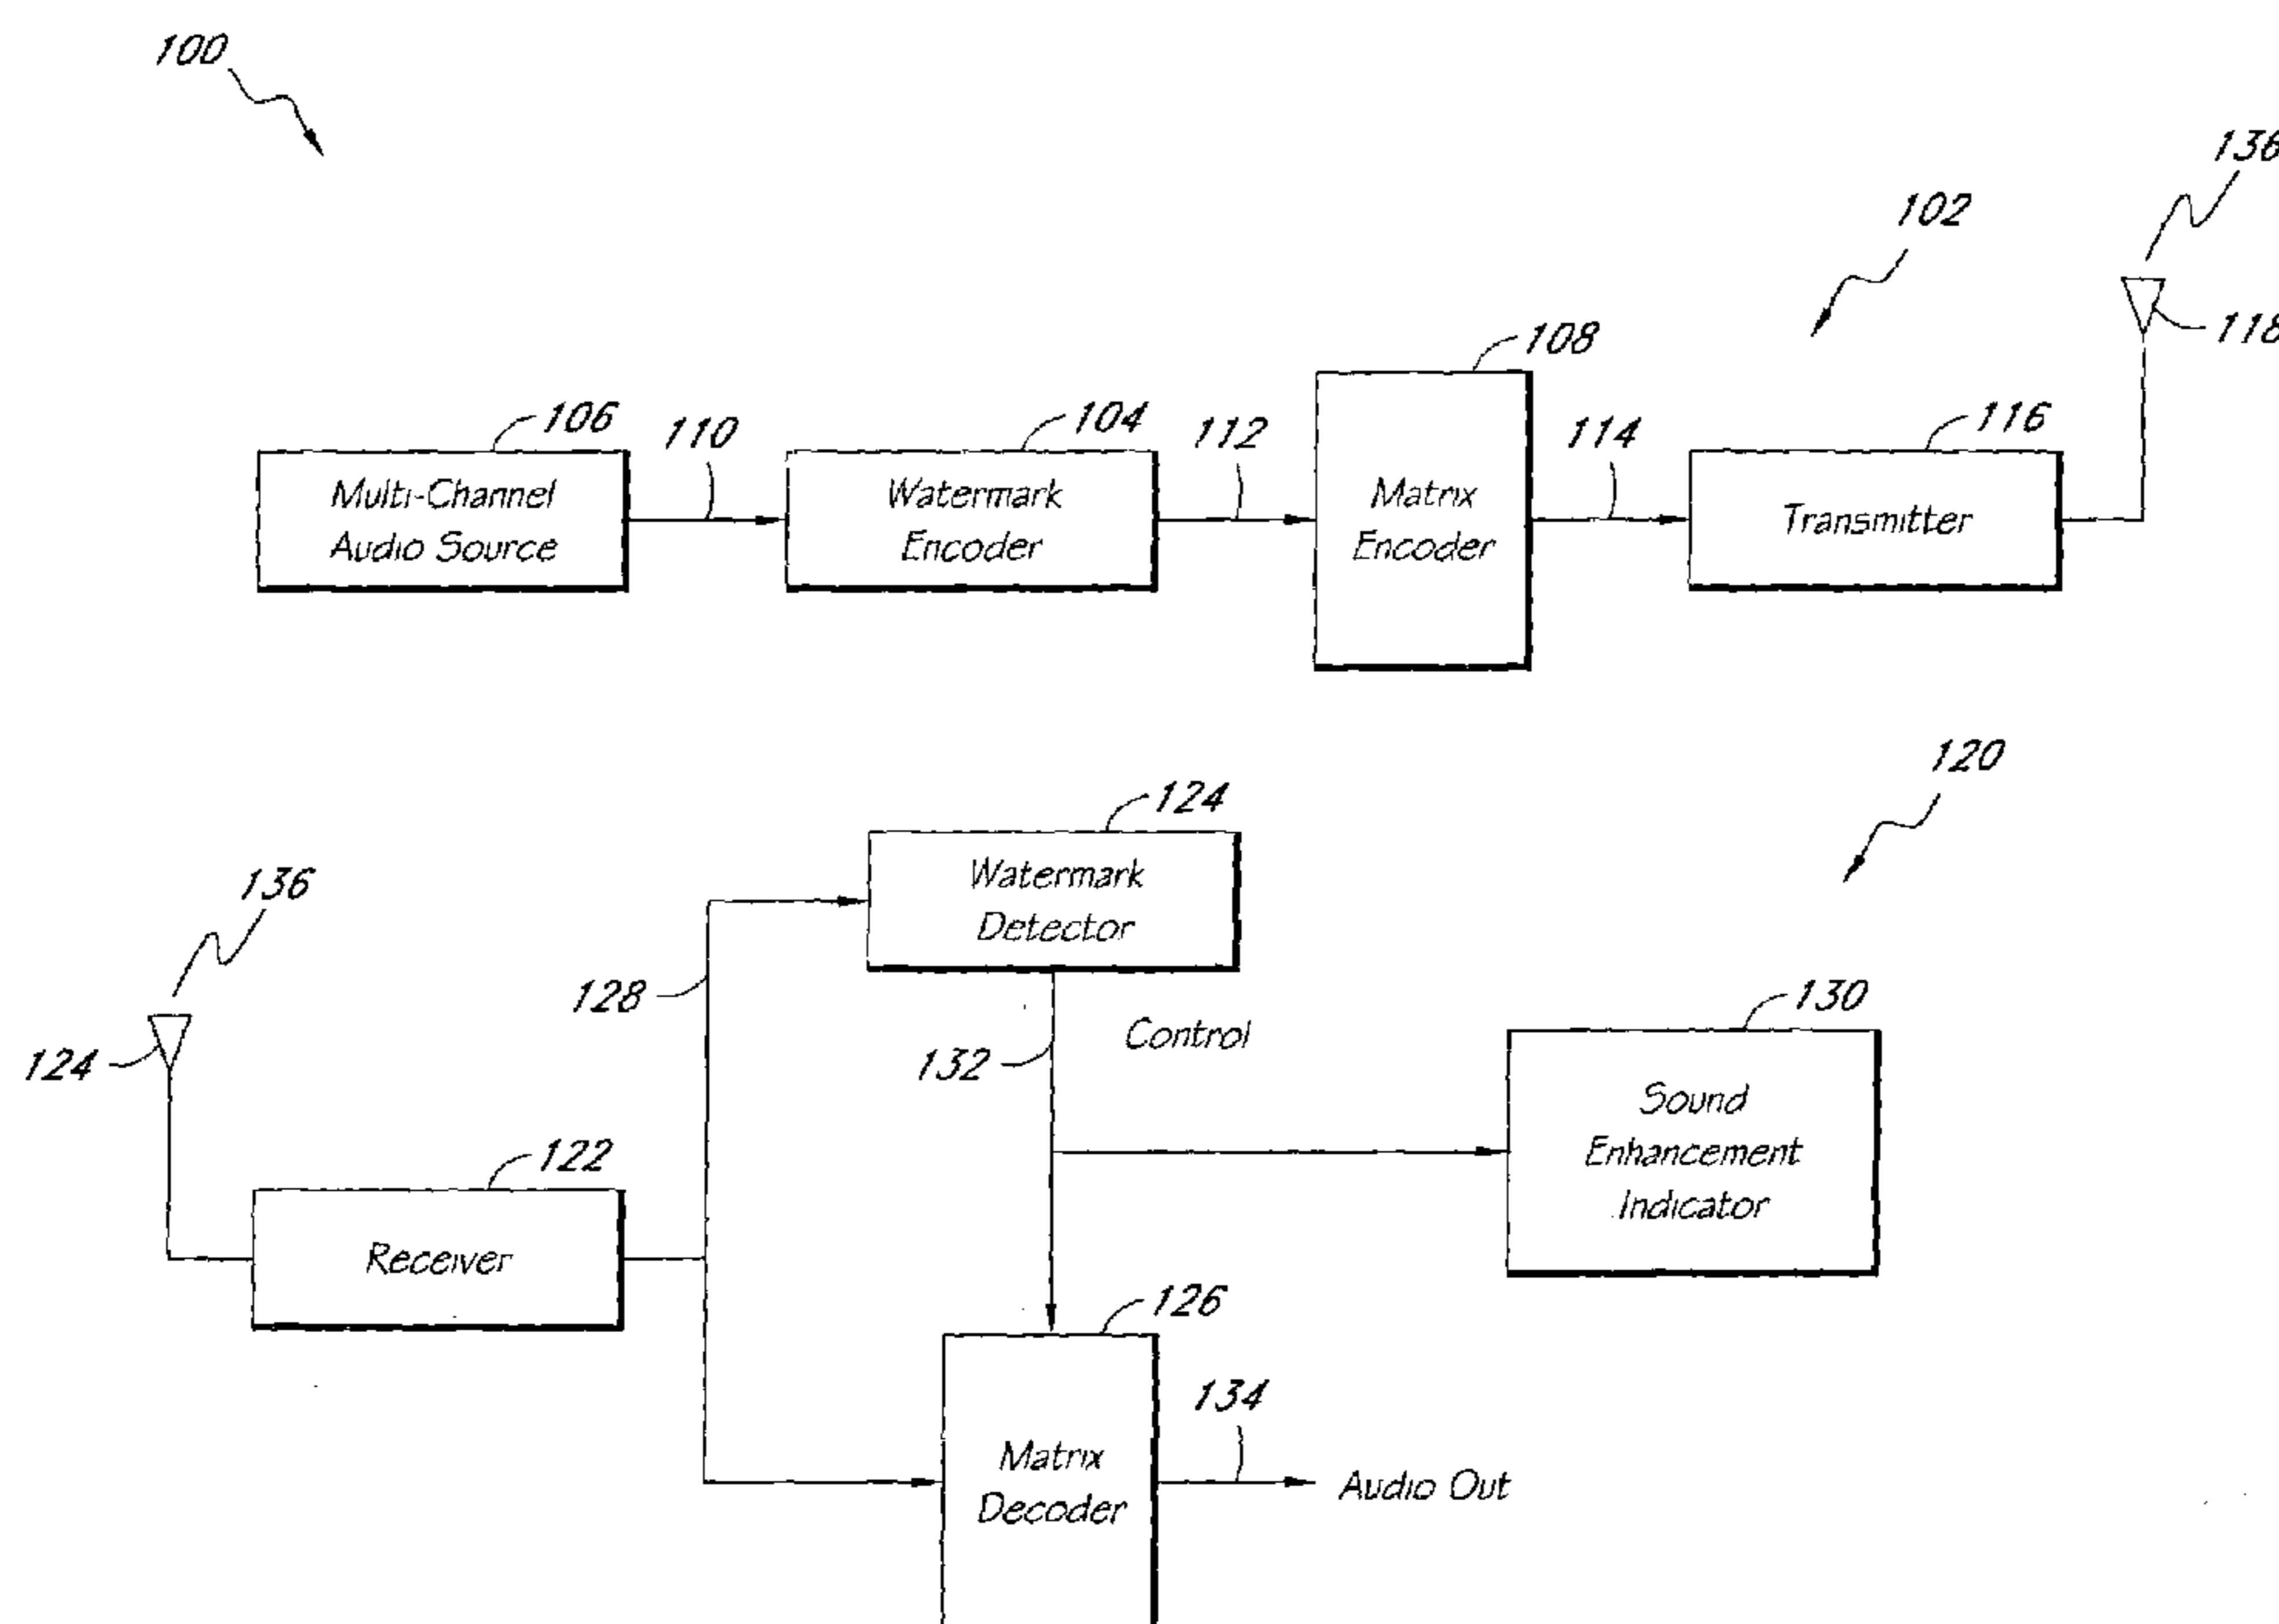 100
136
102
118
108
106
110
104
112
114
116
Multi-Channel
Audio Source
Watermark
Encoder
Matrix
Encoder
Transmitter
120
124
Watermark
Detector
136
128
130
Control
132
124
Sound
Enhancement
Indicator
122
Receiver
126
134
Matrix
Decoder
Audio Out